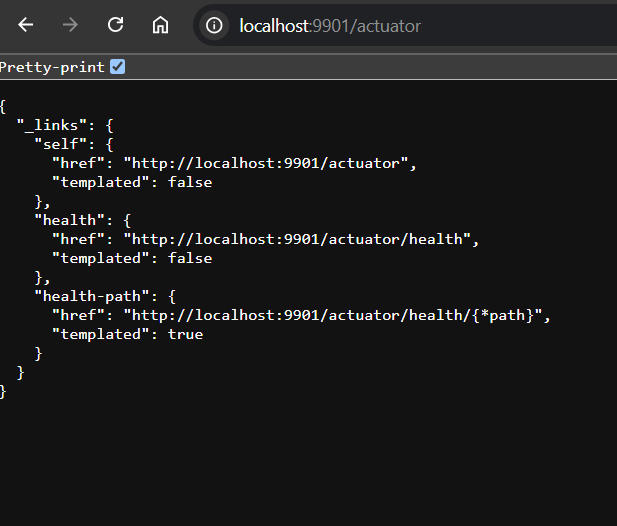 localhost:9901/actuator
Pretty-print
{
  "_links": {
    "self": {
      "href": "http://localhost:9901/actuator",
      "templated": false
    },
    "health": {
      "href": "http://localhost:9901/actuator/health",
      "templated": false
    },
    "health-path": {
      "href": "http://localhost:9901/actuator/health/{*path}",
      "templated": true
    }
  }
}